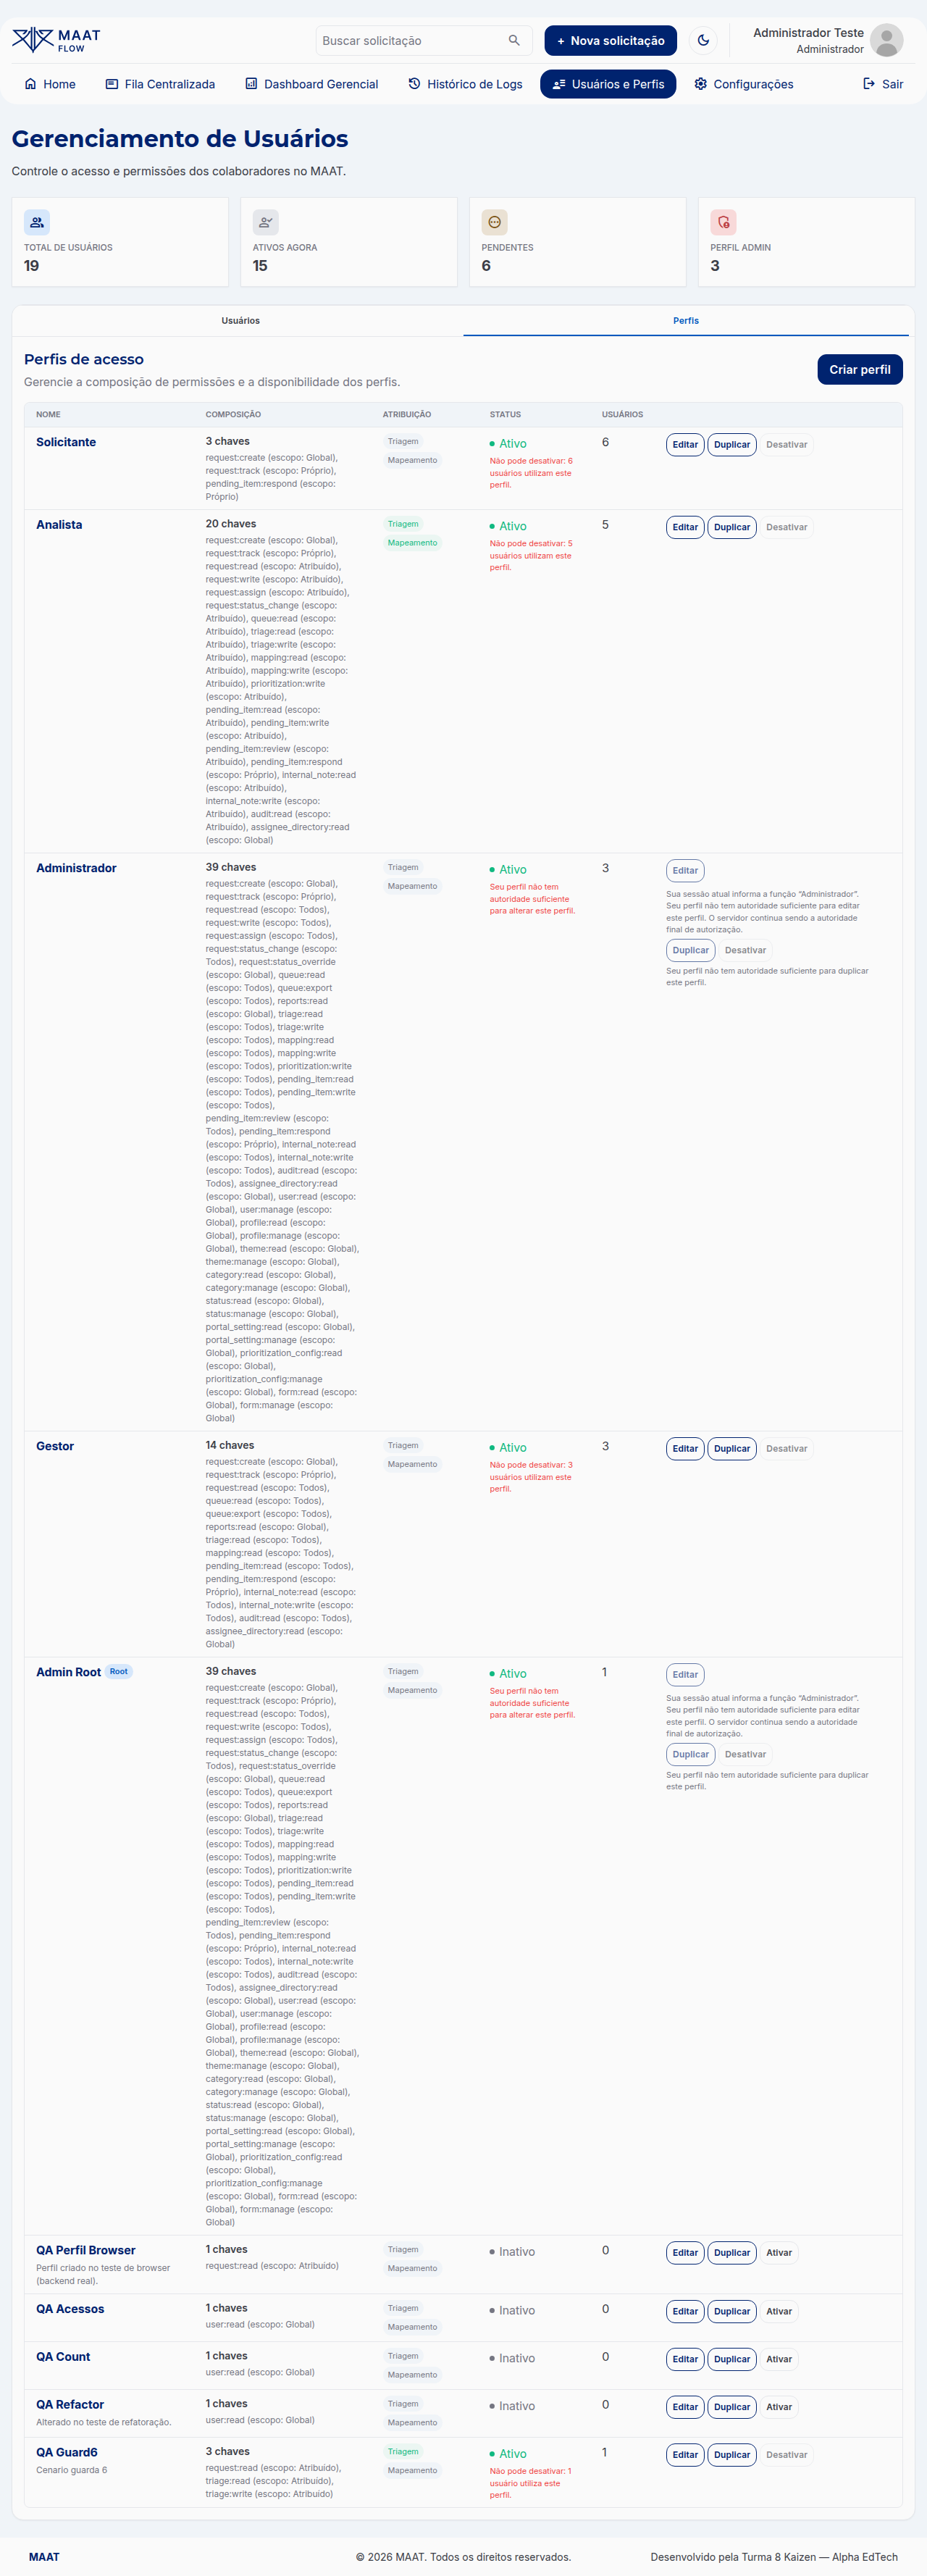 MAAT
FLOW
Buscar solicitação
+ Nova solicitação
Administrador Teste
Administrador
Home
Fila Centralizada
Dashboard Gerencial
Histórico de Logs
Usuários e Perfis
Configurações
Sair
Gerenciamento de Usuários
Controle o acesso e permissões dos colaboradores no MAAT.
TOTAL DE USUÁRIOS
19
ATIVOS AGORA
15
PENDENTES
6
PERFIL ADMIN
3
Usuários
Perfis
Perfis de acesso
Gerencie a composição de permissões e a disponibilidade dos perfis.
Criar perfil
NOME COMPOSIÇÃO ATRIBUIÇÃO STATUS USUÁRIOS
Solicitante
3 chaves
request:create (escopo: Global),
request:track (escopo: Próprio),
pending_item:respond (escopo:
Próprio)
Triagem
Mapeamento
Ativo
Não pode desativar: 6
usuários utilizam este
perfil.
6
Editar Duplicar Desativar
Analista
20 chaves
request:create (escopo: Global),
request:track (escopo: Próprio),
request:read (escopo: Atribuído),
request:write (escopo: Atribuído),
request:assign (escopo: Atribuído),
request:status_change (escopo:
Atribuído), queue:read (escopo:
Atribuído), triage:read (escopo:
Atribuído), triage:write (escopo:
Atribuído), mapping:read (escopo:
Atribuído), mapping:write (escopo:
Atribuído), prioritization:write
(escopo: Atribuído),
pending_item:read (escopo:
Atribuído), pending_item:write
(escopo: Atribuído),
pending_item:review (escopo:
Atribuído), pending_item:respond
(escopo: Próprio), internal_note:read
(escopo: Atribuído),
internal_note:write (escopo:
Atribuído), audit:read (escopo:
Atribuído), assignee_directory:read
(escopo: Global)
Triagem
Mapeamento
Ativo
Não pode desativar: 5
usuários utilizam este
perfil.
5
Editar Duplicar Desativar
Administrador
39 chaves
request:create (escopo: Global),
request:track (escopo: Próprio),
request:read (escopo: Todos),
request:write (escopo: Todos),
request:assign (escopo: Todos),
request:status_change (escopo:
Todos), request:status_override
(escopo: Global), queue:read
(escopo: Todos), queue:export
(escopo: Todos), reports:read
(escopo: Global), triage:read
(escopo: Todos), triage:write
(escopo: Todos), mapping:read
(escopo: Todos), mapping:write
(escopo: Todos), prioritization:write
(escopo: Todos), pending_item:read
(escopo: Todos), pending_item:write
(escopo: Todos),
pending_item:review (escopo:
Todos), pending_item:respond
(escopo: Próprio), internal_note:read
(escopo: Todos), internal_note:write
(escopo: Todos), audit:read (escopo:
Todos), assignee_directory:read
(escopo: Global), user:read (escopo:
Global), user:manage (escopo:
Global), profile:read (escopo:
Global), profile:manage (escopo:
Global), theme:read (escopo: Global),
theme:manage (escopo: Global),
category:read (escopo: Global),
category:manage (escopo: Global),
status:read (escopo: Global),
status:manage (escopo: Global),
portal_setting:read (escopo: Global),
portal_setting:manage (escopo:
Global), prioritization_config:read
(escopo: Global),
prioritization_config:manage
(escopo: Global), form:read (escopo:
Global), form:manage (escopo:
Global)
Triagem
Mapeamento
Ativo
Seu perfil não tem
autoridade suficiente
para alterar este perfil.
3
Editar
Sua sessão atual informa a função “Administrador”.
Seu perfil não tem autoridade suficiente para editar
este perfil. O servidor continua sendo a autoridade
final de autorização.
Duplicar Desativar
Seu perfil não tem autoridade suficiente para duplicar
este perfil.
Gestor
14 chaves
request:create (escopo: Global),
request:track (escopo: Próprio),
request:read (escopo: Todos),
queue:read (escopo: Todos),
queue:export (escopo: Todos),
reports:read (escopo: Global),
triage:read (escopo: Todos),
mapping:read (escopo: Todos),
pending_item:read (escopo: Todos),
pending_item:respond (escopo:
Próprio), internal_note:read (escopo:
Todos), internal_note:write (escopo:
Todos), audit:read (escopo: Todos),
assignee_directory:read (escopo:
Global)
Triagem
Mapeamento
Ativo
Não pode desativar: 3
usuários utilizam este
perfil.
3
Editar Duplicar Desativar
Admin Root Root
39 chaves
request:create (escopo: Global),
request:track (escopo: Próprio),
request:read (escopo: Todos),
request:write (escopo: Todos),
request:assign (escopo: Todos),
request:status_change (escopo:
Todos), request:status_override
(escopo: Global), queue:read
(escopo: Todos), queue:export
(escopo: Todos), reports:read
(escopo: Global), triage:read
(escopo: Todos), triage:write
(escopo: Todos), mapping:read
(escopo: Todos), mapping:write
(escopo: Todos), prioritization:write
(escopo: Todos), pending_item:read
(escopo: Todos), pending_item:write
(escopo: Todos),
pending_item:review (escopo:
Todos), pending_item:respond
(escopo: Próprio), internal_note:read
(escopo: Todos), internal_note:write
(escopo: Todos), audit:read (escopo:
Todos), assignee_directory:read
(escopo: Global), user:read (escopo:
Global), user:manage (escopo:
Global), profile:read (escopo:
Global), profile:manage (escopo:
Global), theme:read (escopo: Global),
theme:manage (escopo: Global),
category:read (escopo: Global),
category:manage (escopo: Global),
status:read (escopo: Global),
status:manage (escopo: Global),
portal_setting:read (escopo: Global),
portal_setting:manage (escopo:
Global), prioritization_config:read
(escopo: Global),
prioritization_config:manage
(escopo: Global), form:read (escopo:
Global), form:manage (escopo:
Global)
Triagem
Mapeamento
Ativo
Seu perfil não tem
autoridade suficiente
para alterar este perfil.
1
Editar
Sua sessão atual informa a função “Administrador”.
Seu perfil não tem autoridade suficiente para editar
este perfil. O servidor continua sendo a autoridade
final de autorização.
Duplicar Desativar
Seu perfil não tem autoridade suficiente para duplicar
este perfil.
QA Perfil Browser
Perfil criado no teste de browser
(backend real).
1 chaves
request:read (escopo: Atribuído)
Triagem
Mapeamento
Inativo
0
Editar Duplicar Ativar
QA Acessos
1 chaves
user:read (escopo: Global)
Triagem
Mapeamento
Inativo
0
Editar Duplicar Ativar
QA Count
1 chaves
user:read (escopo: Global)
Triagem
Mapeamento
Inativo
0
Editar Duplicar Ativar
QA Refactor
Alterado no teste de refatoração.
1 chaves
user:read (escopo: Global)
Triagem
Mapeamento
Inativo
0
Editar Duplicar Ativar
QA Guard6
Cenario guarda 6
3 chaves
request:read (escopo: Atribuído),
triage:read (escopo: Atribuído),
triage:write (escopo: Atribuído)
Triagem
Mapeamento
Ativo
Não pode desativar: 1
usuário utiliza este
perfil.
1
Editar Duplicar Desativar
MAAT
© 2026 MAAT. Todos os direitos reservados.
Desenvolvido pela Turma 8 Kaizen — Alpha EdTech